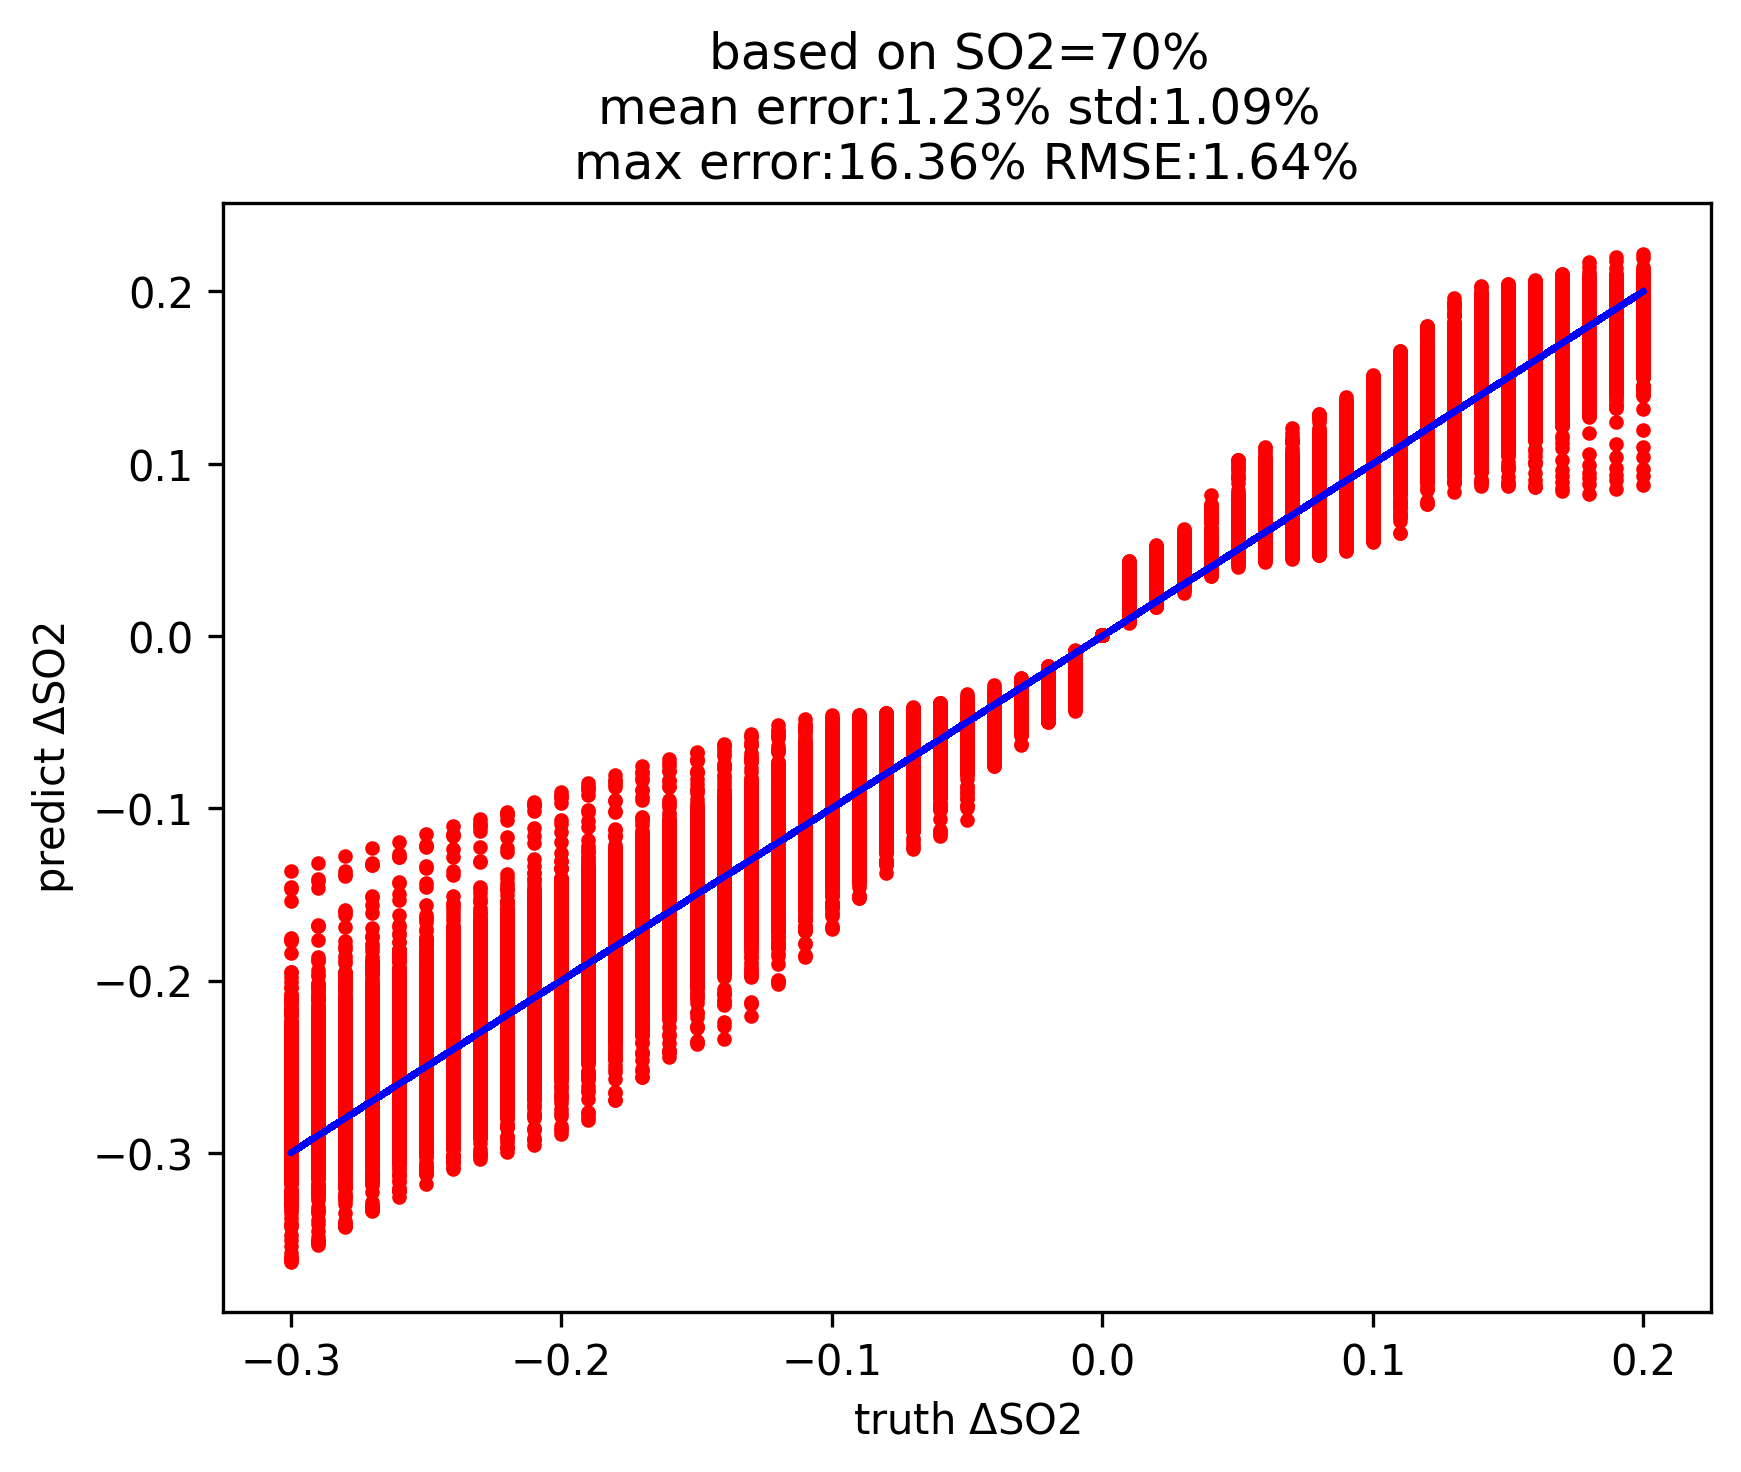 based on SO2=70%
mean error:1.23% std:1.09%
max error:16.36% RMSE:1.64%
0.2
0.1
0.0
−0.1
−0.2
−0.3
predict ΔSO2
−0.3 −0.2 −0.1 0.0 0.1 0.2
truth ΔSO2